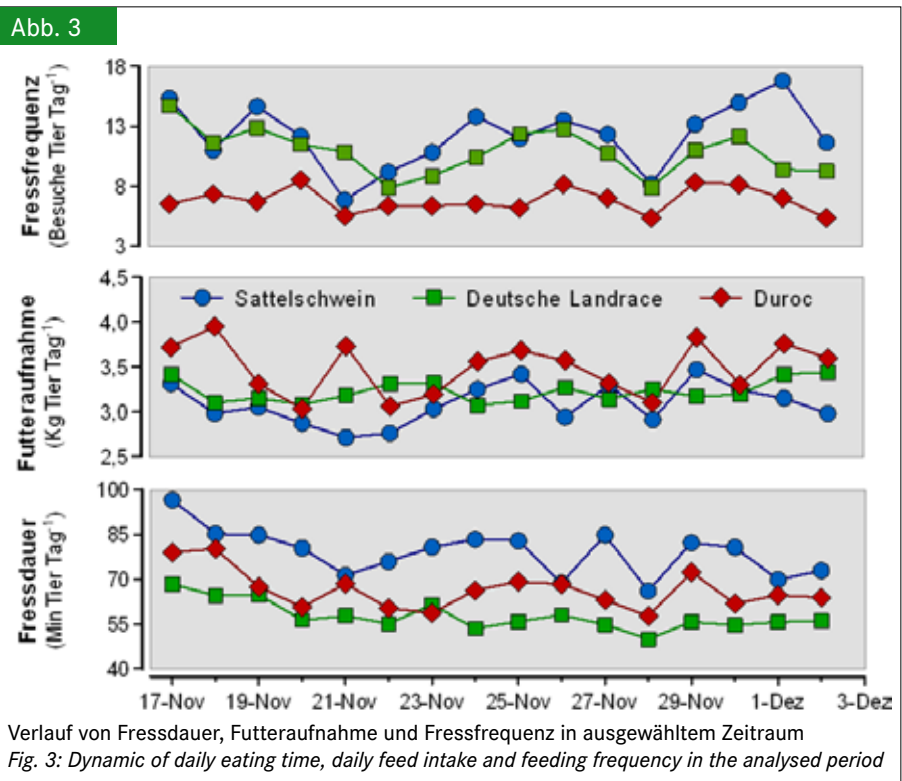 Abb. 3
Fressfrequenz
(Besuche Tier Tag⁻¹)
18
13
8
3
Futteraufnahme
(Kg Tier Tag⁻¹)
4,5
4,0
3,5
3,0
2,5
Sattelschwein Deutsche Landrace Duroc
Fressdauer
(Min Tier Tag⁻¹)
100
85
70
55
40
17-Nov 19-Nov 21-Nov 23-Nov 25-Nov 27-Nov 29-Nov 1-Dez 3-Dez
Verlauf von Fressdauer, Futteraufnahme und Fressfrequenz in ausgewähltem Zeitraum
Fig. 3: Dynamic of daily eating time, daily feed intake and feeding frequency in the analysed period